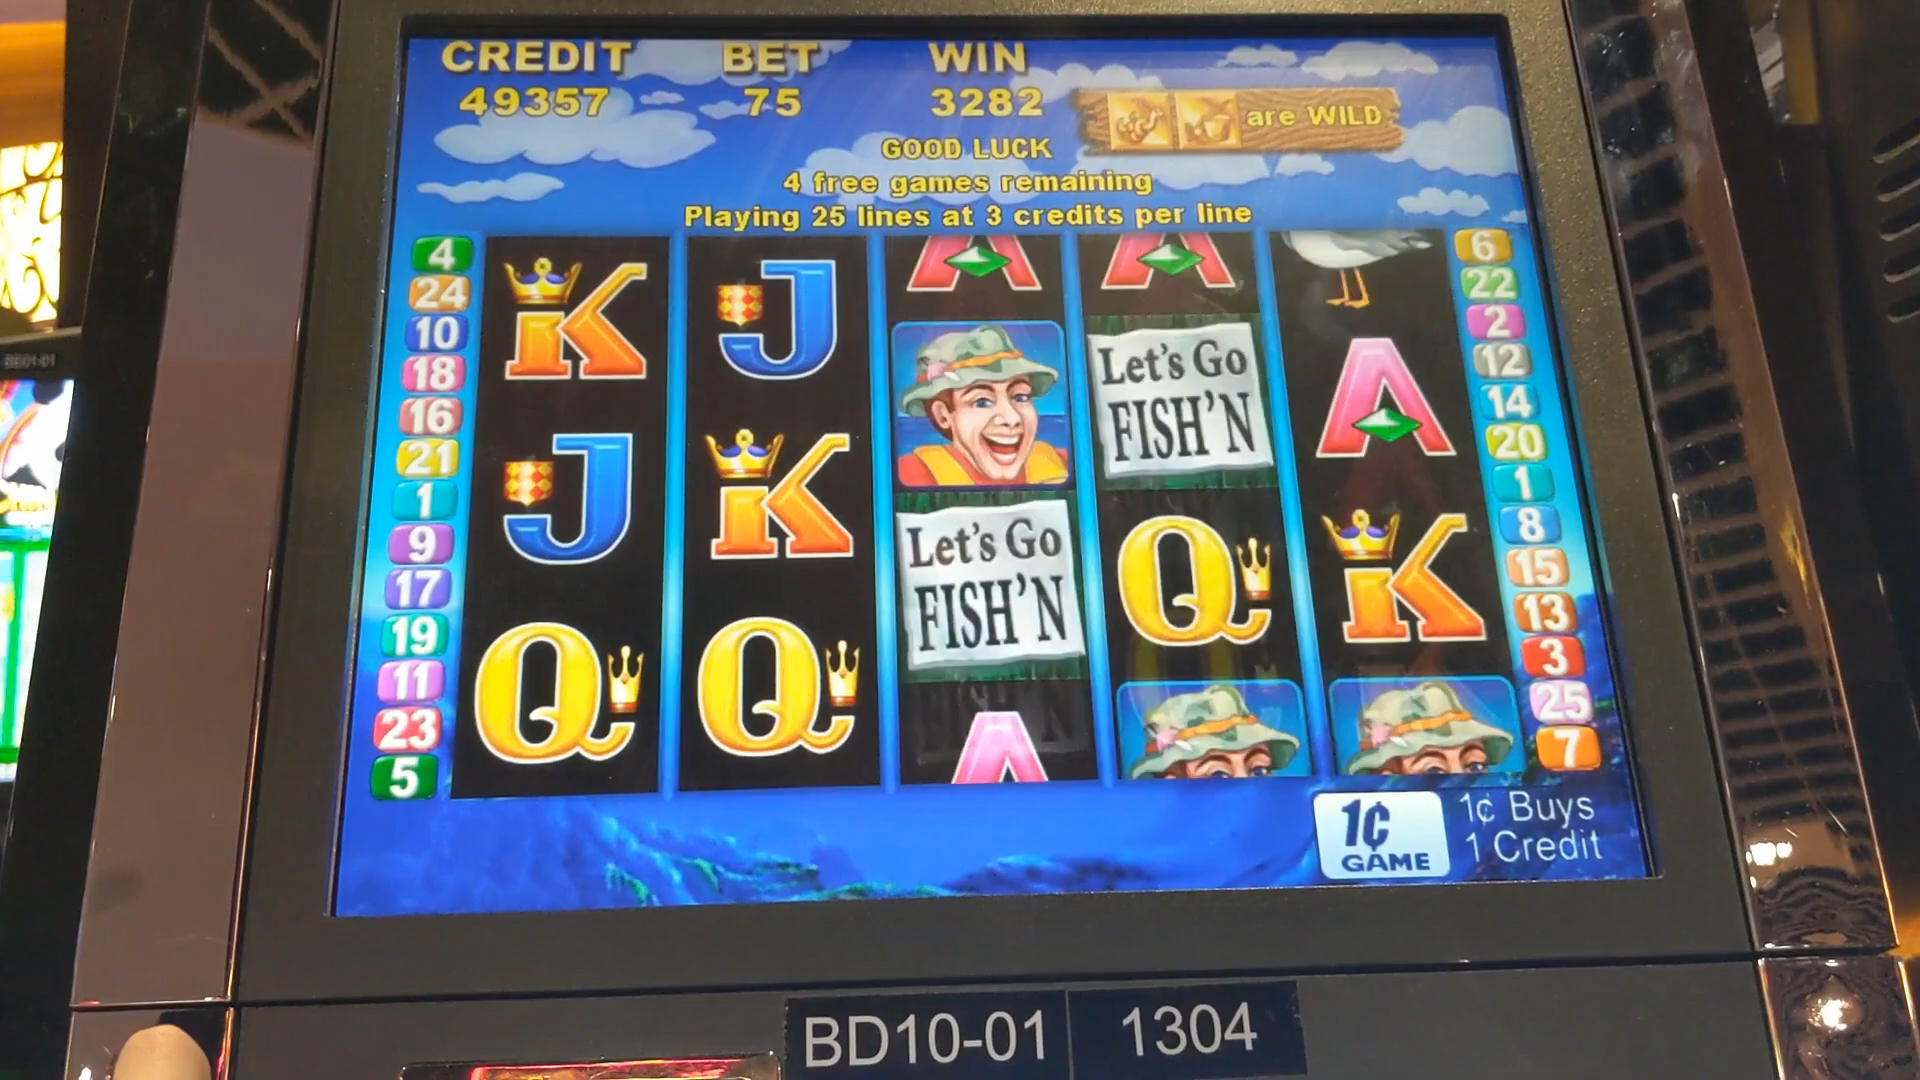 CREDIT BET WIN
49357 75 3282
are WILD
GOOD LUCK
4 free games remaining
Playing 25 lines at 3 credits per line
4 K J A A 6
24 22
10 2
18 Let's Go 12
16 FISH'N A 14
21 20
1 J K 1
9 Let's Go Q K 8
17 FISH'N 15
19 13
11 Q Q 3
23 A 25
5 7
1¢ GAME
1¢ Buys
1 Credit
BD10-01 1304